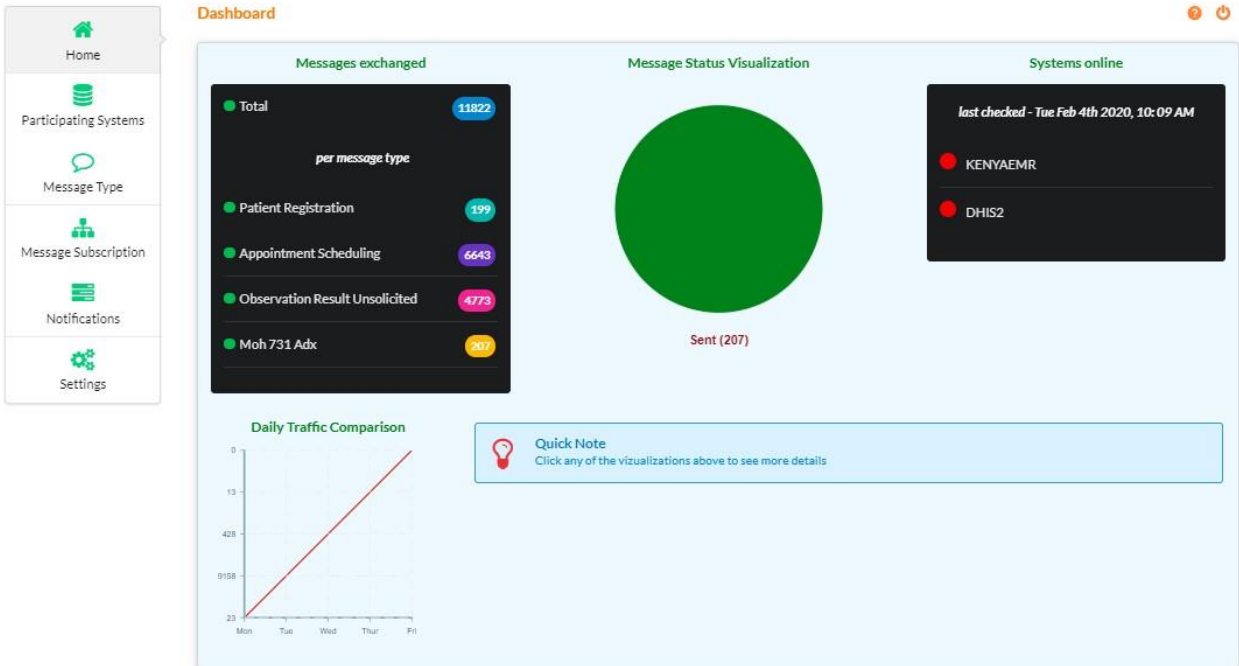 Dashboard
Home
Participating Systems
Message Type
Message Subscription
Notifications
Settings
Messages exchanged
Total 11822
per message type
Patient Registration 199
Appointment Scheduling 6643
Observation Result Unsolicited 4773
Moh 731 Adx 207
Message Status Visualization
Sent (207)
Systems online
last checked - Tue Feb 4th 2020, 10:09 AM
KENYAEMR
DHIS2
Daily Traffic Comparison
0
13
428
9158
23
Mon Tue Wed Thur Fri
Quick Note
Click any of the vizualizations above to see more details